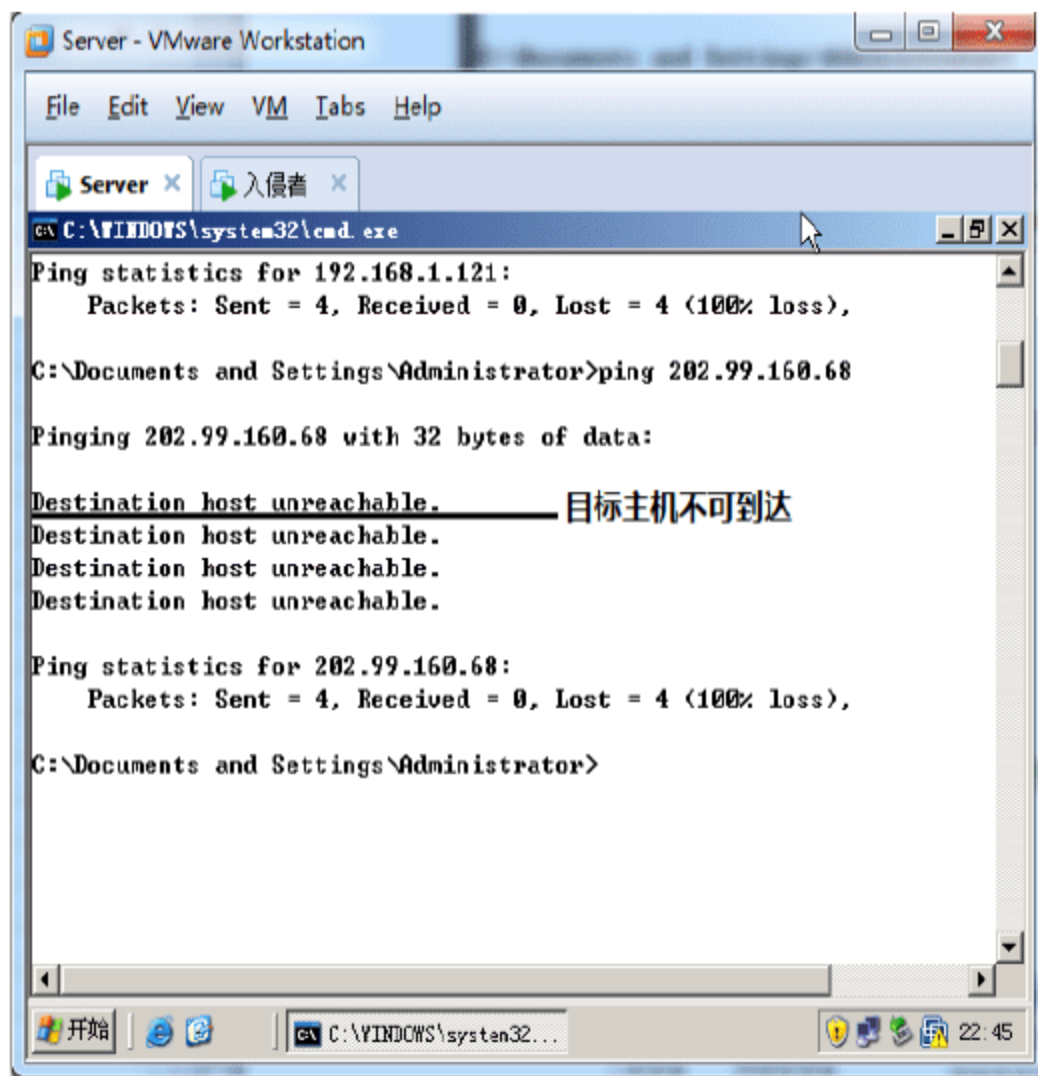 Server - VMware Workstation
File Edit View VM Tabs Help
Server 入侵者
C:\WINDOWS\system32\cmd.exe
Ping statistics for 192.168.1.121:
Packets: Sent = 4, Received = 0, Lost = 4 (100% loss),
C:\Documents and Settings\Administrator>ping 202.99.160.68
Pinging 202.99.160.68 with 32 bytes of data:
Destination host unreachable. 目标主机不可到达
Destination host unreachable.
Destination host unreachable.
Destination host unreachable.
Ping statistics for 202.99.160.68:
Packets: Sent = 4, Received = 0, Lost = 4 (100% loss),
C:\Documents and Settings\Administrator>
开始 C:\WINDOWS\system32... 22:45